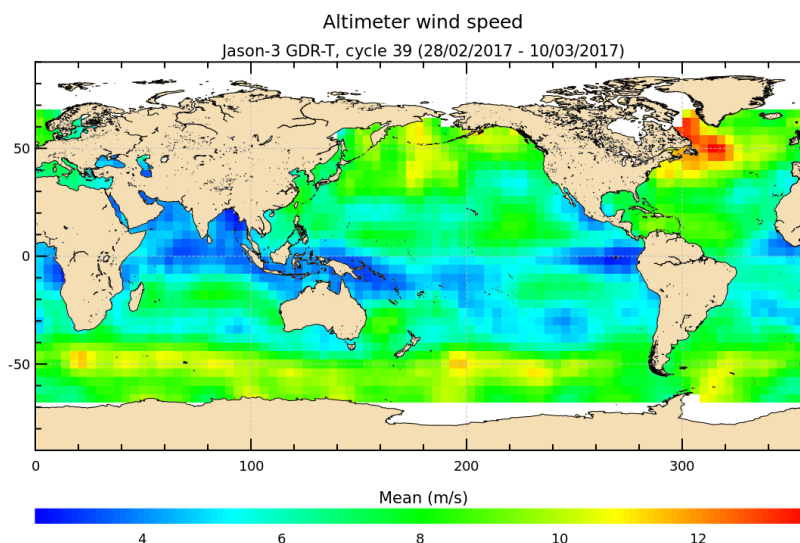 Altimeter wind speed
Jason-3 GDR-T, cycle 39 (28/02/2017 - 10/03/2017)
50
0
-50
0 100 200 300
Mean (m/s)
4 6 8 10 12